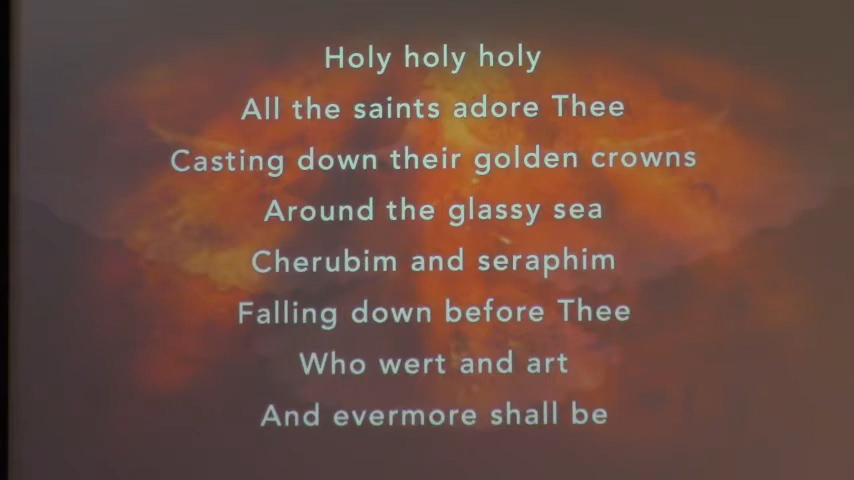 Holy holy holy
All the saints adore Thee
Casting down their golden crowns
Around the glassy sea
Cherubim and seraphim
Falling down before Thee
Who wert and art
And evermore shall be